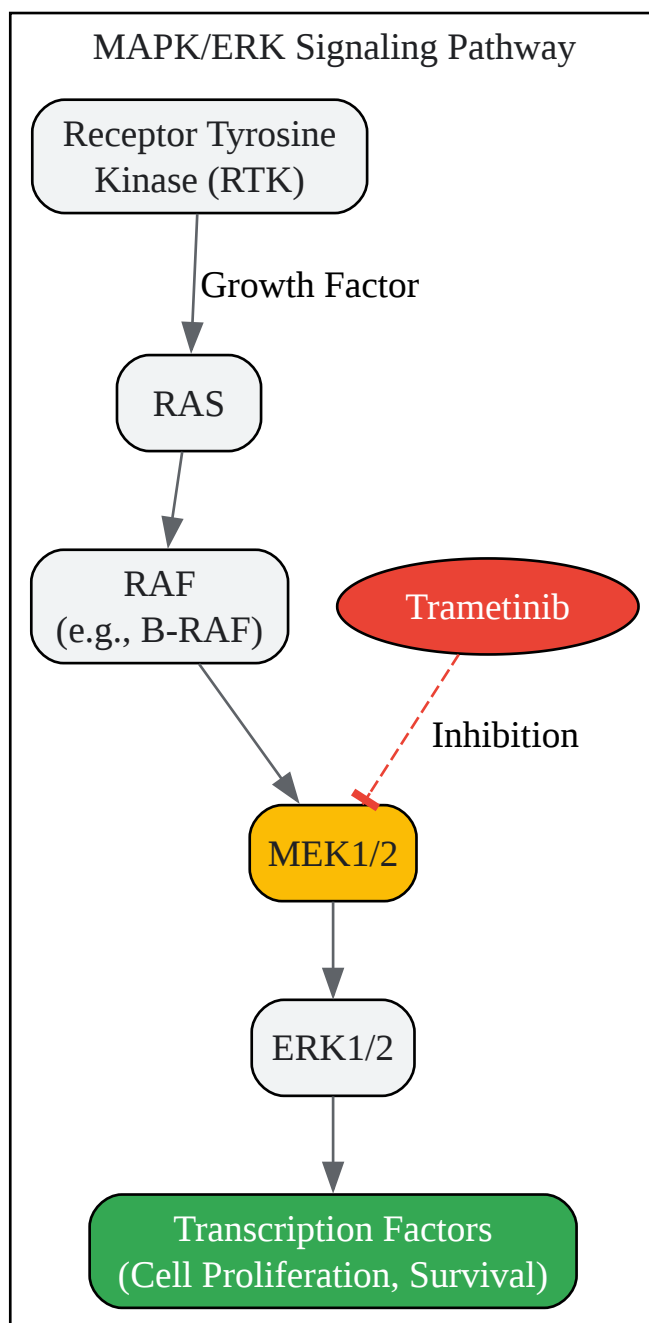 MAPK/ERK Signaling Pathway
Receptor Tyrosine
Kinase (RTK)
Growth Factor
RAS
RAF
(e.g., B-RAF)
Trametinib
Inhibition
MEK1/2
ERK1/2
Transcription Factors
(Cell Proliferation, Survival)